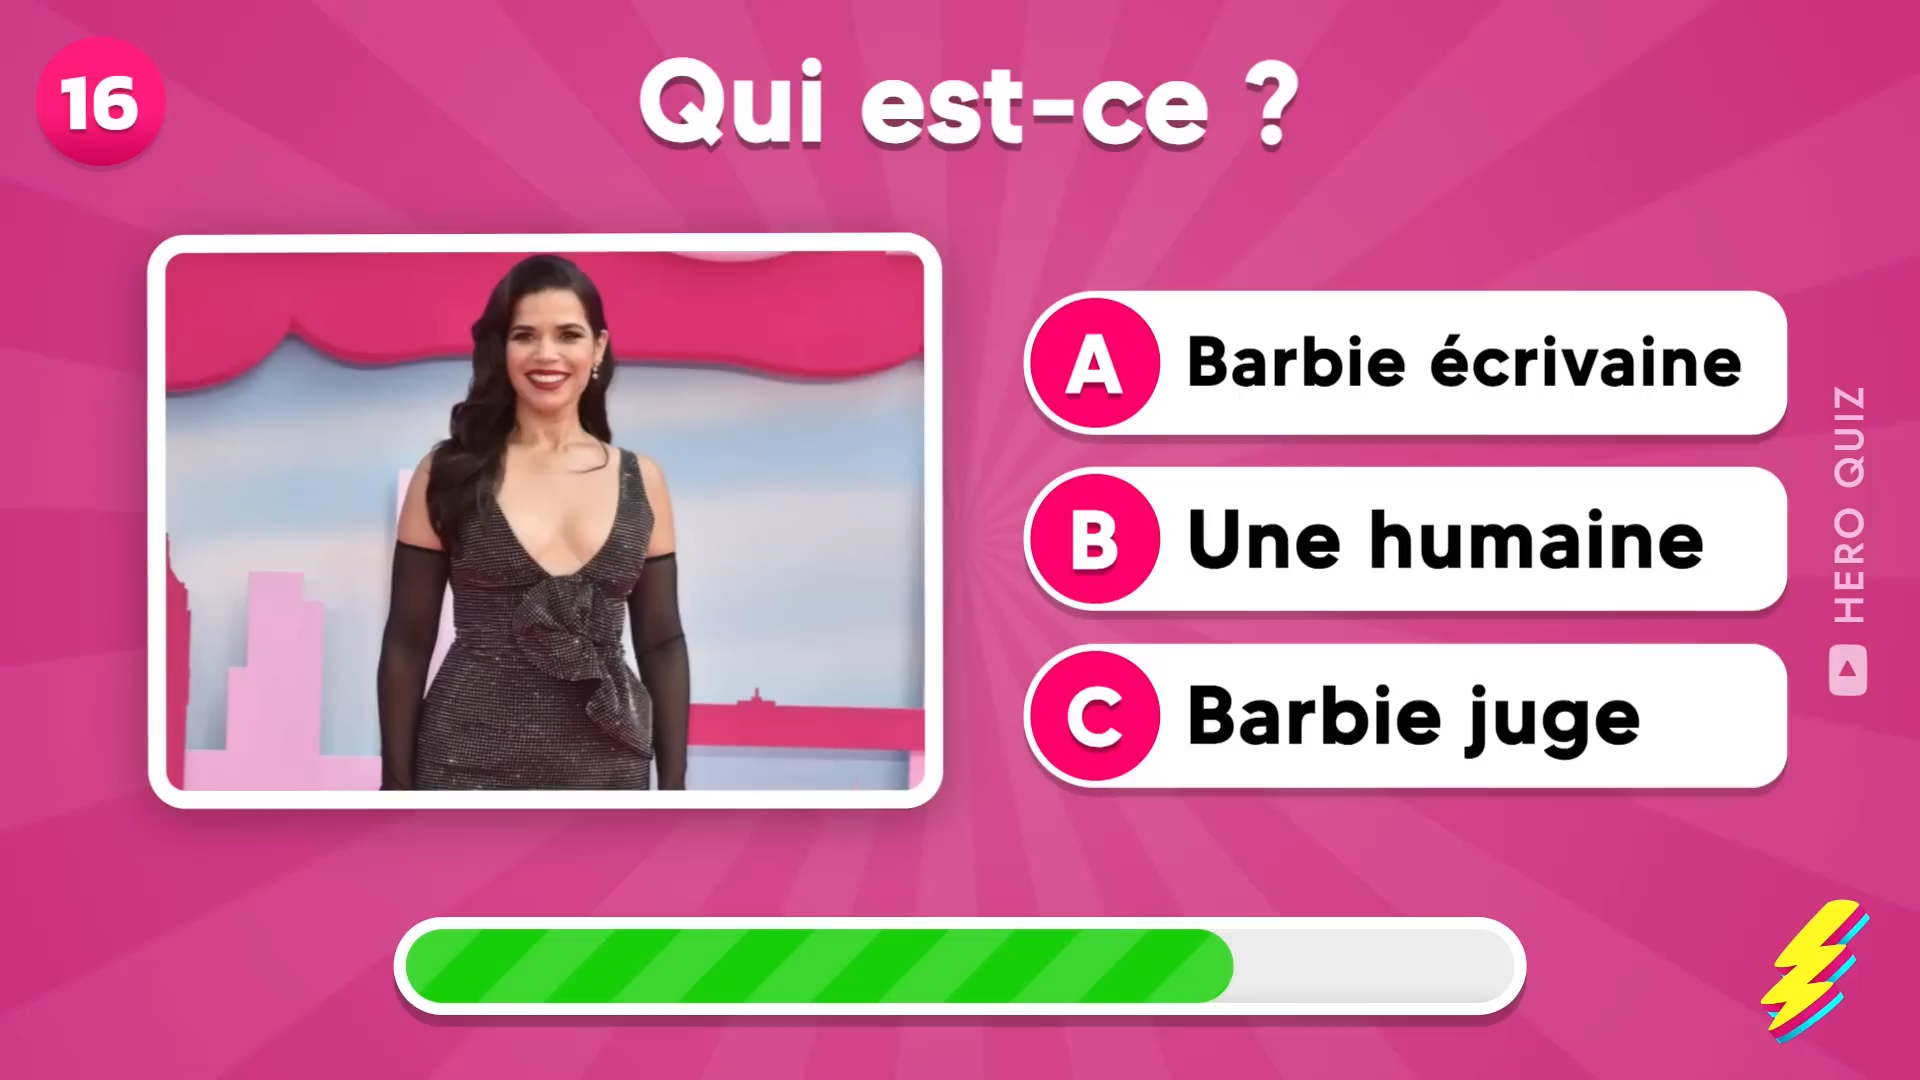 16
Qui est-ce ?
A Barbie écrivaine
B Une humaine
C Barbie juge
HERO QUIZ